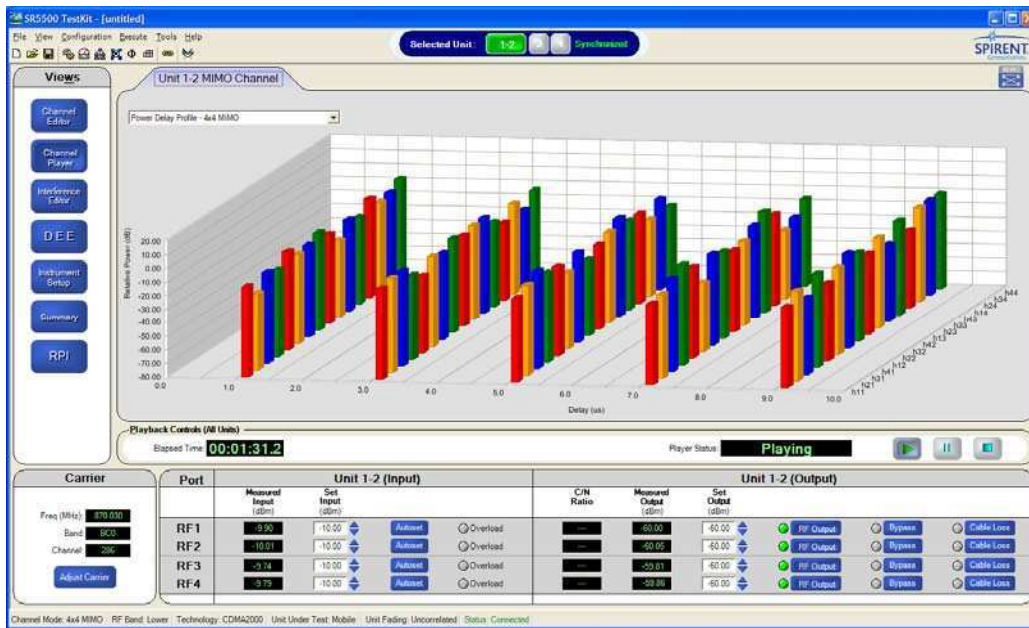 SR5500 TestKit - [untitled]
File View Configuration Execute Tools Help
Selected Unit: 1-2 Synchronized
SPIRENT
Communications
Views
Channel Editor
Channel Player
Interference Editor
DEE
Instrument Setup
Summary
RPI
Unit 1-2 MIMO Channel
Power Delay Profile - 4x4 MIMO
Relative Power (dB)
20.00
10.00
0.00
-10.00
-20.00
-30.00
-40.00
-50.00
-60.00
-70.00
-80.00
0.0 1.0 2.0 3.0 4.0 5.0 6.0 7.0 8.0 9.0 10.0
Delay (us)
h11 h21 h31 h41 h12 h22 h32 h42 h13 h23 h33 h43 h14 h24 h34 h44
Playback Controls (All Units)
Elapsed Time: 00:01:31.2
Player Status: Playing
Carrier
Freq (MHz): 870.030
Band: BC0
Channel: 286
Adjust Carrier
Port Unit 1-2 (Input) Unit 1-2 (Output)
Measured Input (dBm) Set Input (dBm) C/N Ratio Measured Output (dBm) Set Output (dBm)
RF1 -9.90 -10.00 Autoset Overload --- -60.00 -60.00 RF Output Bypass Cable Loss
RF2 -10.01 -10.00 Autoset Overload --- -60.05 -60.00 RF Output Bypass Cable Loss
RF3 -9.74 -10.00 Autoset Overload --- -59.81 -60.00 RF Output Bypass Cable Loss
RF4 -9.79 -10.00 Autoset Overload --- -59.86 -60.00 RF Output Bypass Cable Loss
Channel Mode: 4x4 MIMO RF Band: Lower Technology: CDMA2000 Unit Under Test: Mobile Unit Fading: Uncorrelated Status: Connected